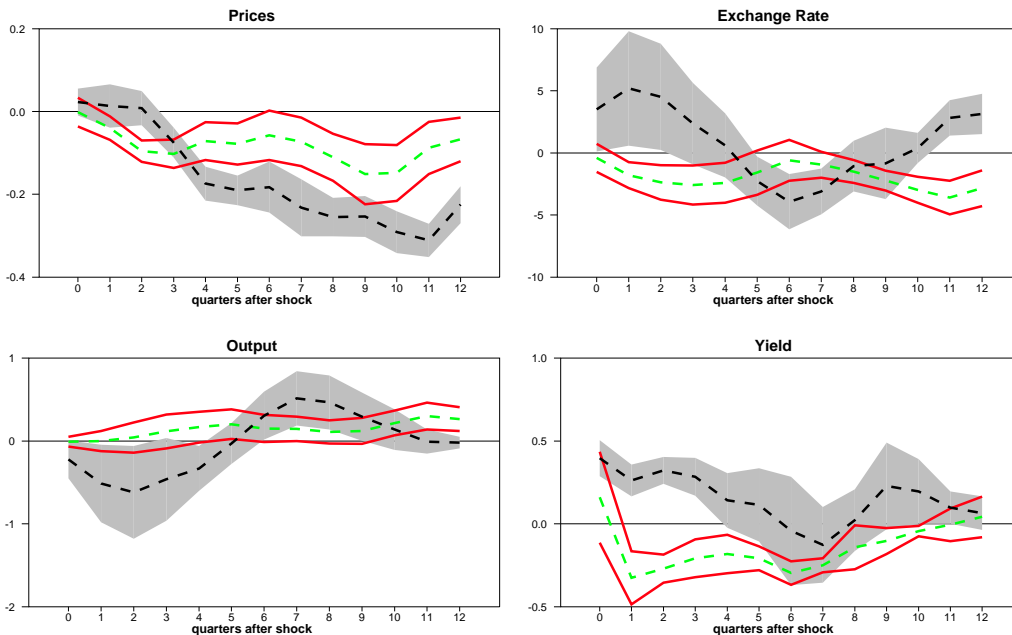 Prices
0.2
0.0
-0.2
-0.4
0 1 2 3 4 5 6 7 8 9 10 11 12
quarters after shock
Exchange Rate
10
5
0
-5
-10
0 1 2 3 4 5 6 7 8 9 10 11 12
quarters after shock
Output
1
0
-1
-2
0 1 2 3 4 5 6 7 8 9 10 11 12
quarters after shock
Yield
1.0
0.5
0.0
-0.5
0 1 2 3 4 5 6 7 8 9 10 11 12
quarters after shock